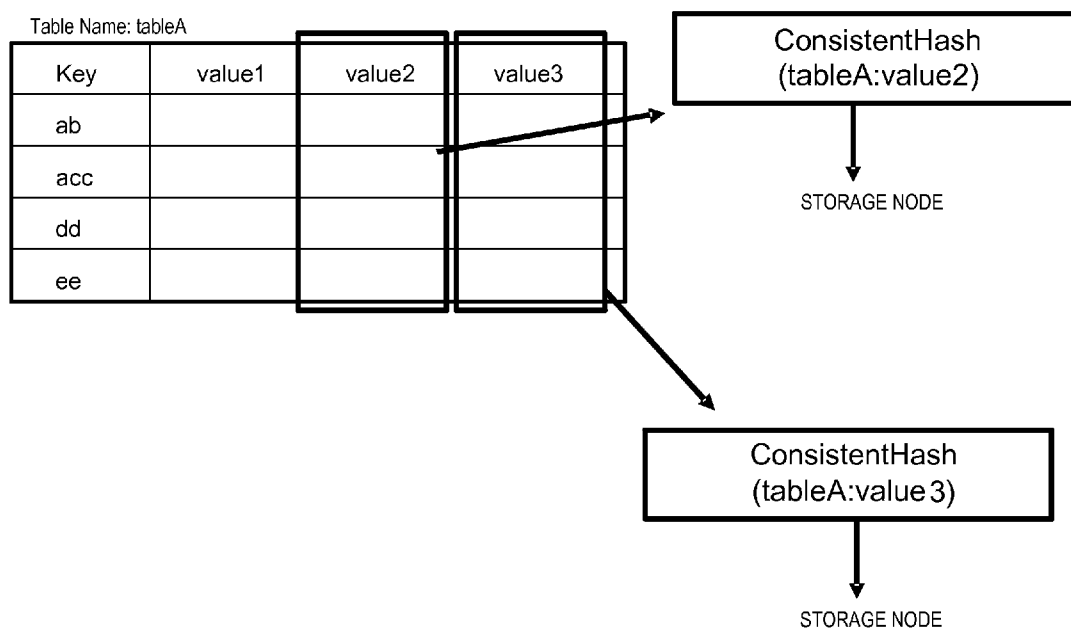 Table Name: tableA
Key value1 value2 value3
ab
acc
dd
ee
ConsistentHash
(tableA:value2)
STORAGE NODE
ConsistentHash
(tableA:value3)
STORAGE NODE